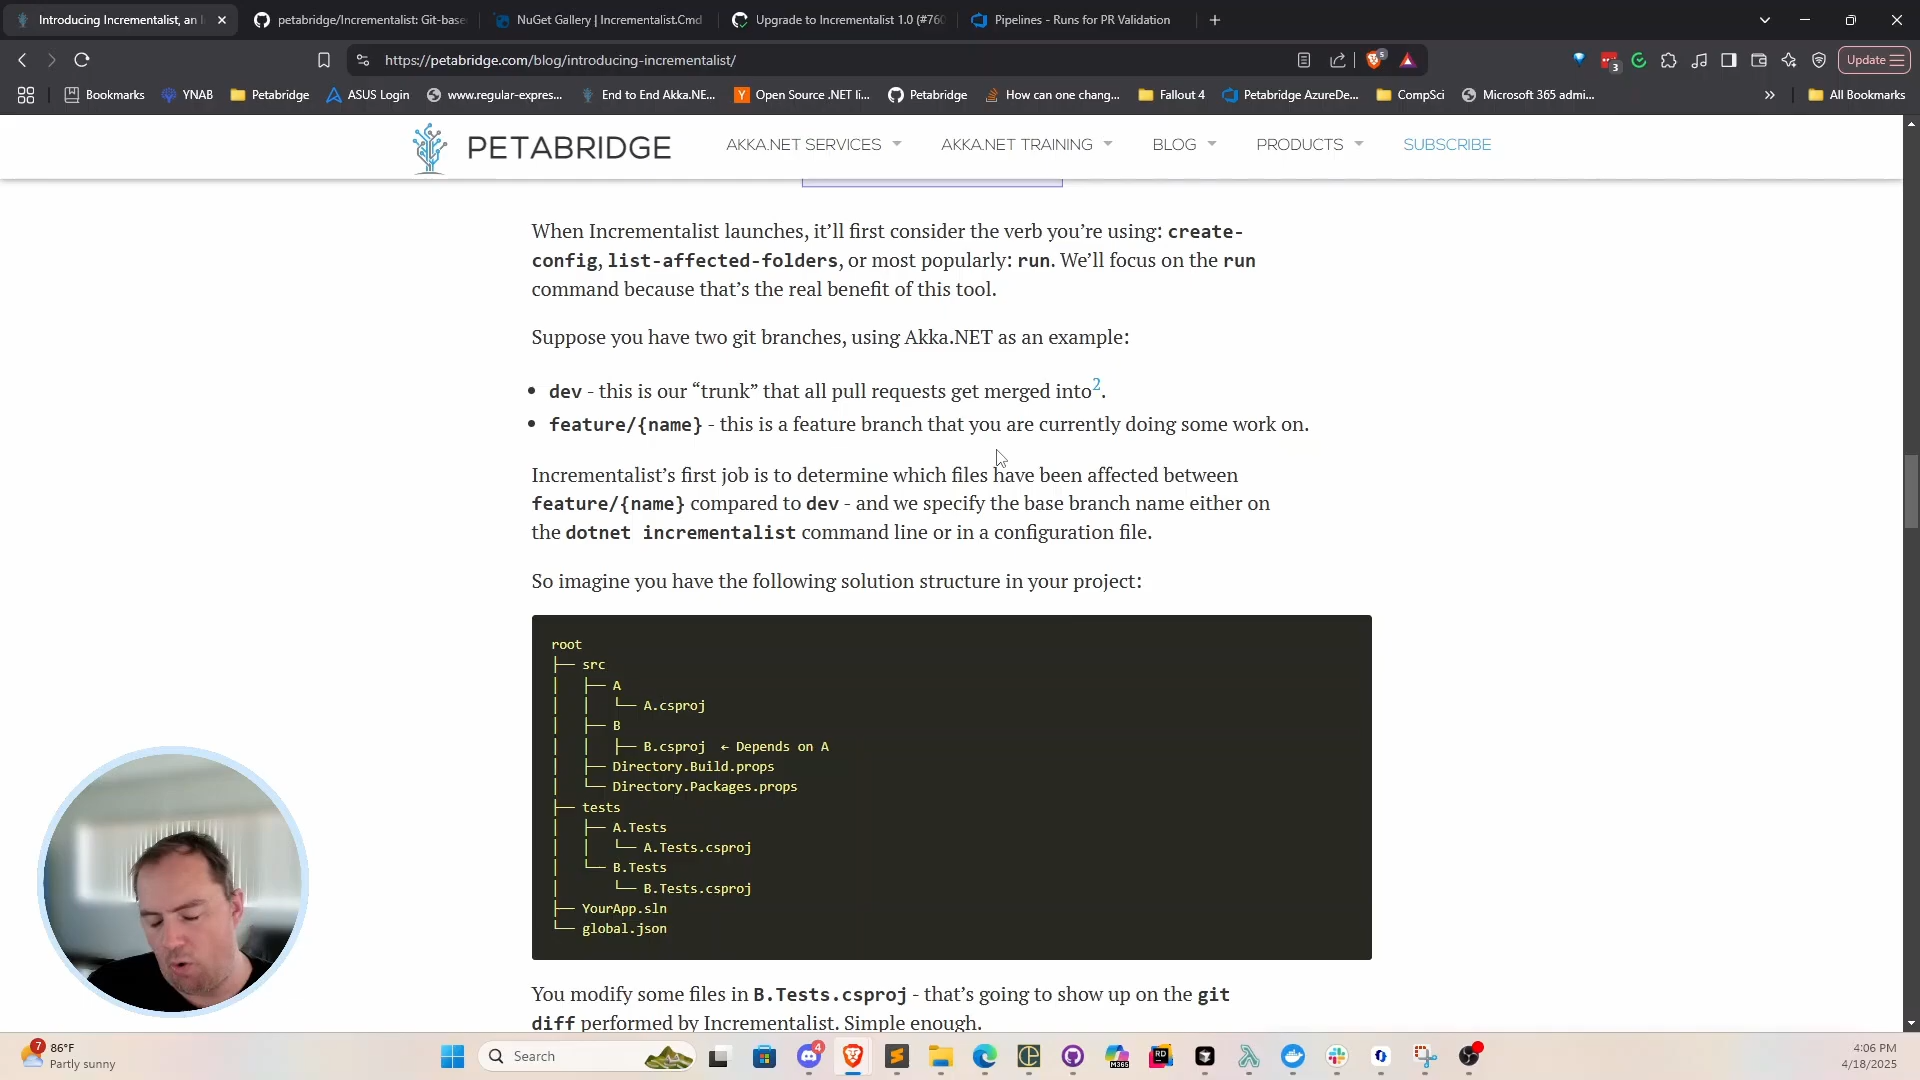 Introducing Incrementalist, an I
petabridge/Incrementalist: Git-base
NuGet Gallery | Incrementalist.Cmd
Upgrade to Incrementalist 1.0 (#760
Pipelines - Runs for PR Validation
https://petabridge.com/blog/introducing-incrementalist/
5
3
Update
Bookmarks
YNAB
Petabridge
ASUS Login
www.regular-expres...
End to End Akka.NE...
Open Source .NET li...
Petabridge
How can one chang...
Fallout 4
Petabridge AzureDe...
CompSci
Microsoft 365 admi...
All Bookmarks
PETABRIDGE
AKKA.NET SERVICES
AKKA.NET TRAINING
BLOG
PRODUCTS
SUBSCRIBE
When Incrementalist launches, it’ll first consider the verb you’re using: create-
config, list-affected-folders, or most popularly: run. We’ll focus on the run
command because that’s the real benefit of this tool.
Suppose you have two git branches, using Akka.NET as an example:
• dev - this is our “trunk” that all pull requests get merged into2.
• feature/{name} - this is a feature branch that you are currently doing some work on.
Incrementalist’s first job is to determine which files have been affected between
feature/{name} compared to dev - and we specify the base branch name either on
the dotnet incrementalist command line or in a configuration file.
So imagine you have the following solution structure in your project:
root
├── src
│   ├── A
│   │   └── A.csproj
│   ├── B
│   │   ├── B.csproj  ← Depends on A
│   ├── Directory.Build.props
│   └── Directory.Packages.props
├── tests
│   ├── A.Tests
│   │   └── A.Tests.csproj
│   └── B.Tests
│       └── B.Tests.csproj
├── YourApp.sln
└── global.json
You modify some files in B.Tests.csproj - that’s going to show up on the git
diff performed by Incrementalist. Simple enough.
7
86°F
Partly sunny
Search
4
M365
RD
4:06 PM
4/18/2025